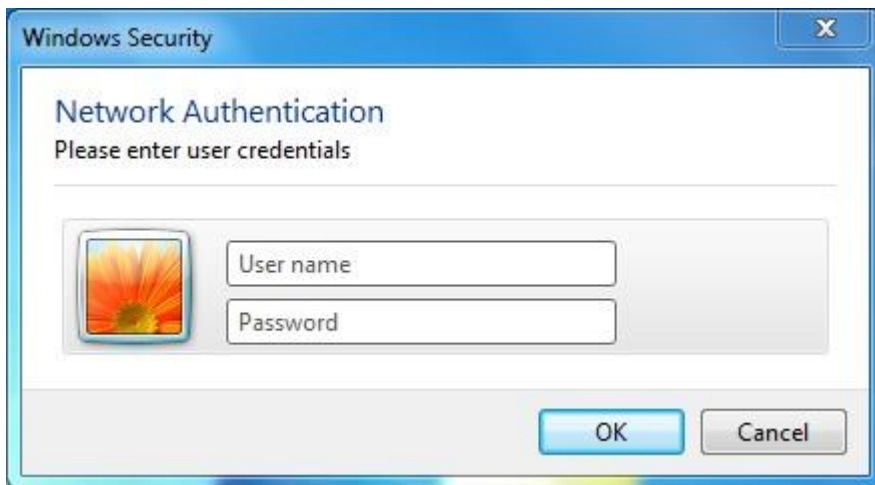 Windows Security
Network Authentication
Please enter user credentials
User name
Password
OK
Cancel